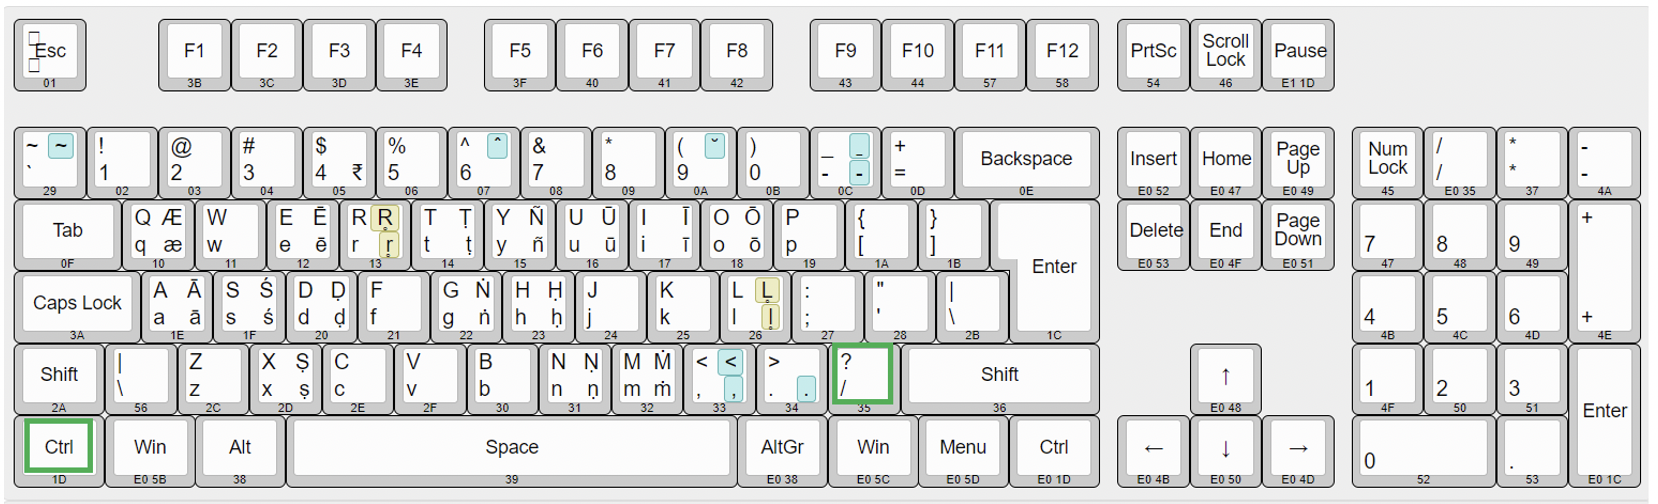 Esc F1 F2 F3 F4 F5 F6 F7 F8 F9 F10 F11 F12 PrtSc Scroll Lock Pause
01 3B 3C 3D 3E 3F 40 41 42 43 44 57 58 54 46 E1 1D
~ ~ ! @ # $ % ^ ˆ & * ( ˘ ) _ _ + Backspace Insert Home Page Up Num Lock / * -
` 1 2 3 4 ₹ 5 6 7 8 9 0 - - = / * -
29 02 03 04 05 06 07 08 09 0A 0B 0C 0D 0E E0 52 E0 47 E0 49 45 E0 35 37 4A
Tab Q Æ W E Ē R R̥ T Ṭ Y Ñ U Ū I Ī O Ō P { } Delete End Page Down 7 8 9 +
q æ w e ē r r̥ t ṭ y ñ u ū i ī o ō p [ ]
0F 10 11 12 13 14 15 16 17 18 19 1A 1B E0 53 E0 4F E0 51 47 48 49
Caps Lock A Ā S Ś D Ḍ F G Ṅ H Ḥ J K L L̥ : " | Enter 4 5 6 +
a ā s ś d ḍ f g ṅ h ḥ j k l l̥ ; ' \
3A 1E 1F 20 21 22 23 24 25 26 27 28 2B 1C 4B 4C 4D 4E
Shift | Z X Ṣ C V B N Ṇ M Ṁ < < > ? Shift ↑ 1 2 3 Enter
\ z x ṣ c v b n ṇ m ṁ , , . . /
2A 56 2C 2D 2E 2F 30 31 32 33 34 35 36 E0 48 4F 50 51
Ctrl Win Alt Space AltGr Win Menu Ctrl ← ↓ → 0 .
1D E0 5B 38 39 E0 38 E0 5C E0 5D E0 1D E0 4B E0 50 E0 4D 52 53 E0 1C